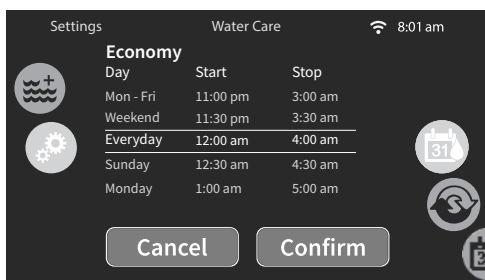 Settings Water Care 8:01 am
Economy
Day Start Stop
Mon - Fri 11:00 pm 3:00 am
Weekend 11:30 pm 3:30 am
Everyday 12:00 am 4:00 am
31
Sunday 12:30 am 4:30 am
Monday 1:00 am 5:00 am
S
Cancel Confirm